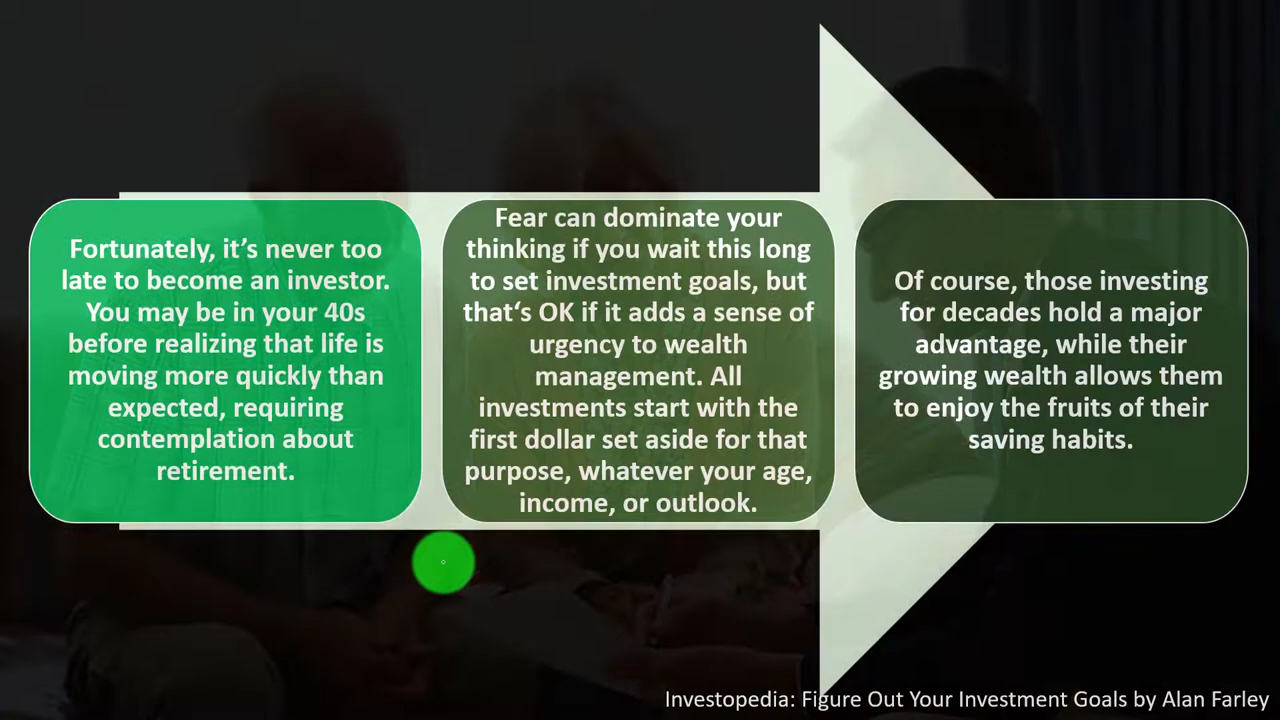 Fortunately, it’s never too
late to become an investor.
You may be in your 40s
before realizing that life is
moving more quickly than
expected, requiring
contemplation about
retirement.
Fear can dominate your
thinking if you wait this long
to set investment goals, but
that‘s OK if it adds a sense of
urgency to wealth
management. All
investments start with the
first dollar set aside for that
purpose, whatever your age,
income, or outlook.
Of course, those investing
for decades hold a major
advantage, while their
growing wealth allows them
to enjoy the fruits of their
saving habits.
Investopedia: Figure Out Your Investment Goals by Alan Farley